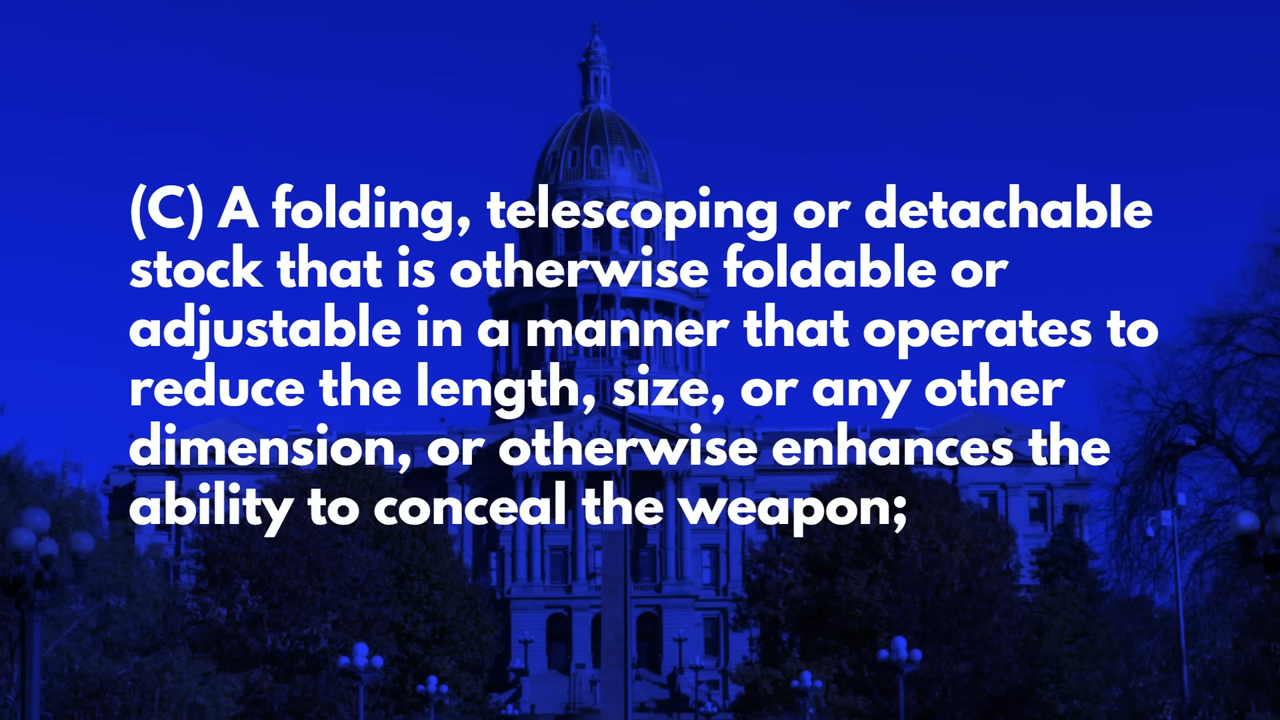 (C) A folding, telescoping or detachable
stock that is otherwise foldable or
adjustable in a manner that operates to
reduce the length, size, or any other
dimension, or otherwise enhances the
ability to conceal the weapon;